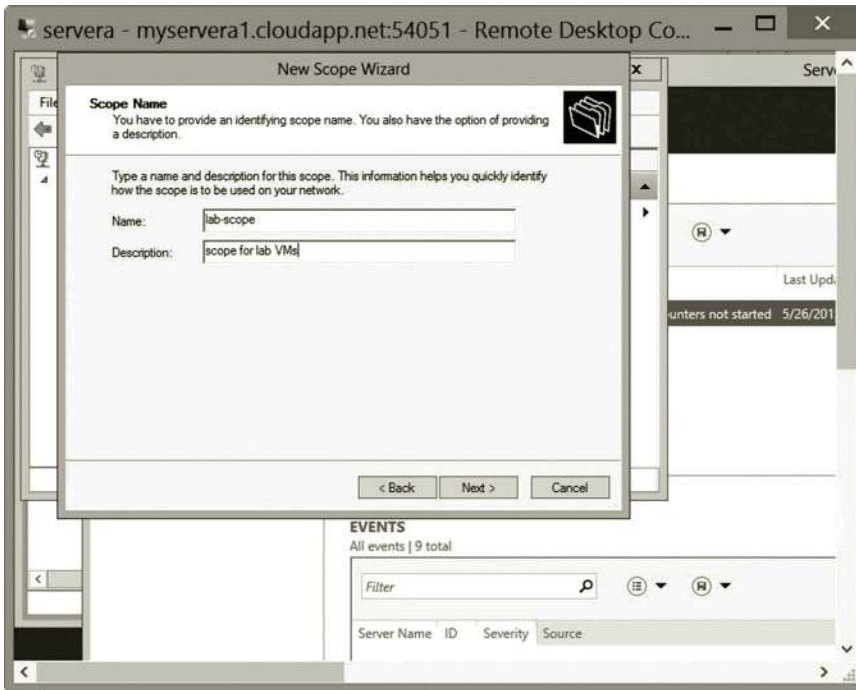 servera - myservera1.cloudapp.net:54051 - Remote Desktop Co...
New Scope Wizard
Serv
File
Scope Name
You have to provide an identifying scope name. You also have the option of providing
a description.
Type a name and description for this scope. This information helps you quickly identify
how the scope is to be used on your network.
Name: lab-scope
Description: scope for lab VMs
Last Upd
unters not started 5/26/201
< Back Next > Cancel
EVENTS
All events | 9 total
Filter
Server Name ID Severity Source